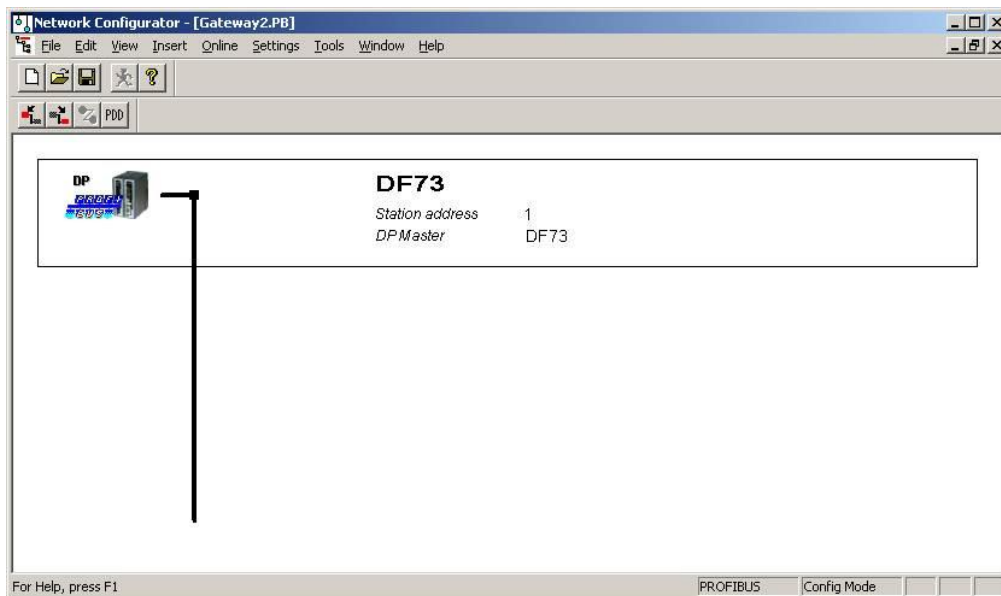 Network Configurator - [Gateway2.PB]
File Edit View Insert Online Settings Tools Window Help
PDD
DP
DF73
Station address 1
DP Master DF73
For Help, press F1 PROFIBUS Config Mode